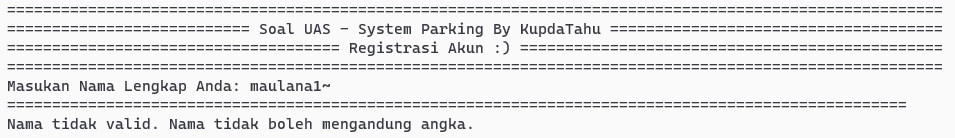 ========================================================================================================
=========================== Soal UAS - System Parking By KupdaTahu =====================================
===================================== Registrasi Akun :) ===============================================
========================================================================================================
Masukan Nama Lengkap Anda: maulana1~
====================================================================================================
Nama tidak valid. Nama tidak boleh mengandung angka.